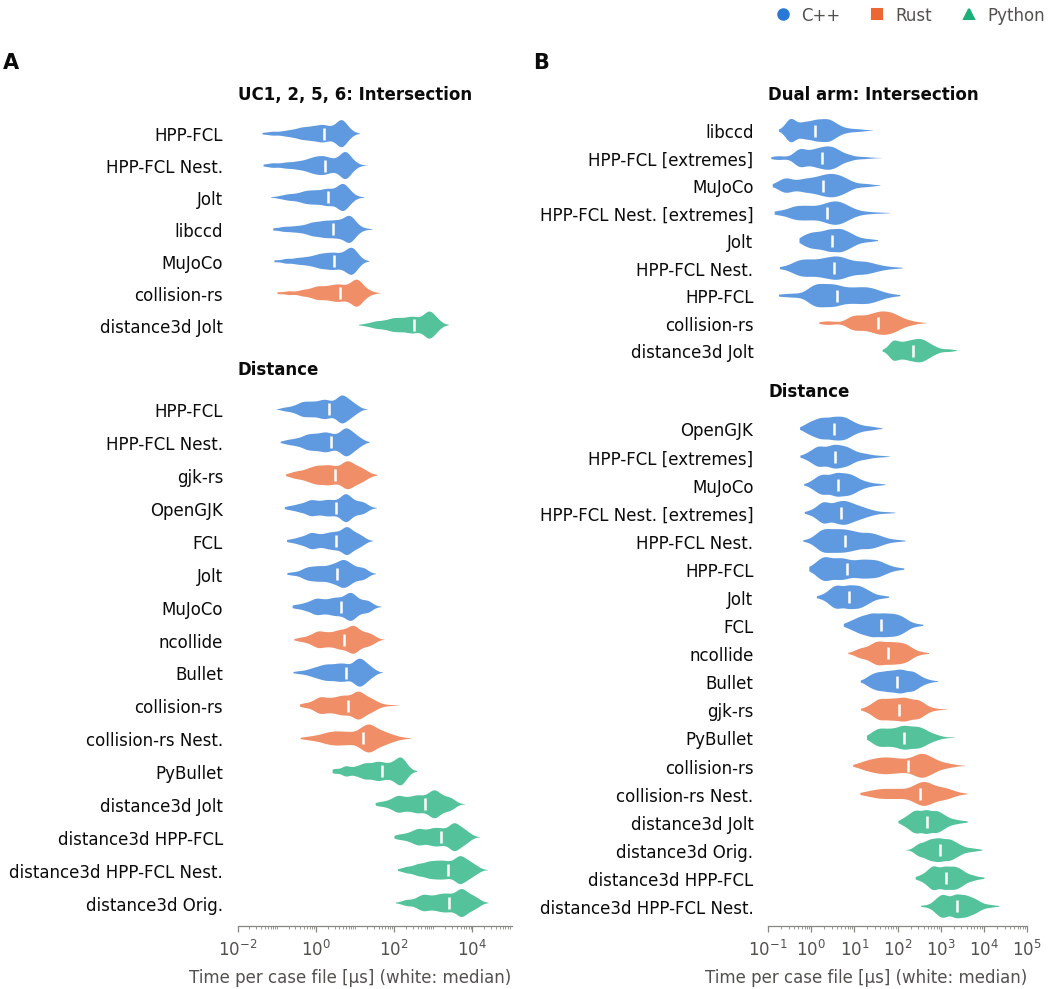 C++ Rust Python
A
UC1, 2, 5, 6: Intersection
HPP-FCL
HPP-FCL Nest.
Jolt
libccd
MuJoCo
collision-rs
distance3d Jolt
Distance
HPP-FCL
HPP-FCL Nest.
gjk-rs
OpenGJK
FCL
Jolt
MuJoCo
ncollide
Bullet
collision-rs
collision-rs Nest.
PyBullet
distance3d Jolt
distance3d HPP-FCL
distance3d HPP-FCL Nest.
distance3d Orig.
10⁻² 10⁰ 10² 10⁴
Time per case file [µs] (white: median)
B
Dual arm: Intersection
libccd
HPP-FCL [extremes]
MuJoCo
HPP-FCL Nest. [extremes]
Jolt
HPP-FCL Nest.
HPP-FCL
collision-rs
distance3d Jolt
Distance
OpenGJK
HPP-FCL [extremes]
MuJoCo
HPP-FCL Nest. [extremes]
HPP-FCL Nest.
HPP-FCL
Jolt
FCL
ncollide
Bullet
gjk-rs
PyBullet
collision-rs
collision-rs Nest.
distance3d Jolt
distance3d Orig.
distance3d HPP-FCL
distance3d HPP-FCL Nest.
10⁻¹ 10⁰ 10¹ 10² 10³ 10⁴ 10⁵
Time per case file [µs] (white: median)